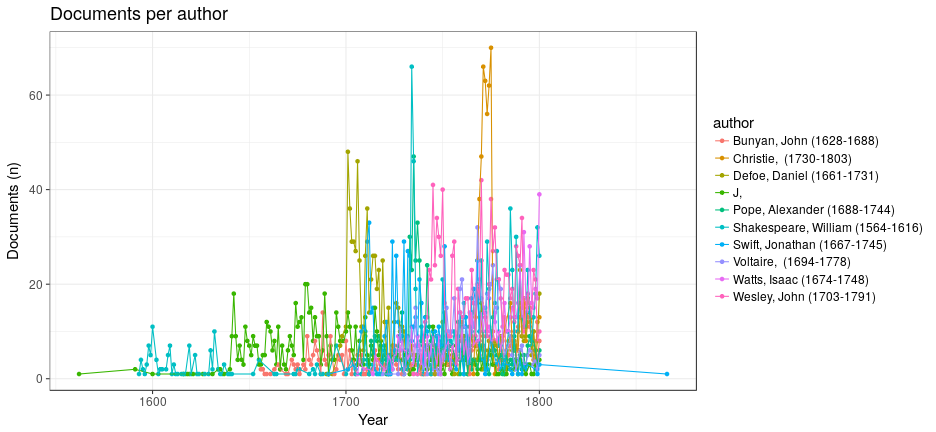 Documents per author
Documents (n)
60
40
20
0
1600
1700
1800
Year
author
Bunyan, John (1628-1688)
Christie,  (1730-1803)
Defoe, Daniel (1661-1731)
J,
Pope, Alexander (1688-1744)
Shakespeare, William (1564-1616)
Swift, Jonathan (1667-1745)
Voltaire,  (1694-1778)
Watts, Isaac (1674-1748)
Wesley, John (1703-1791)